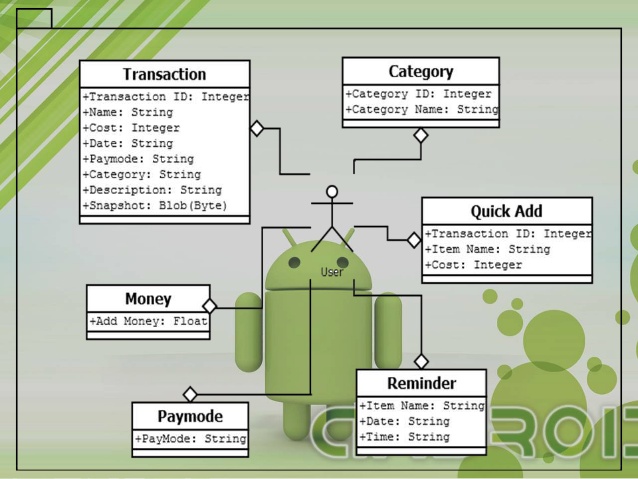 Transaction
+Transaction ID: Integer
+Name: String
+Cost: Integer
+Date: String
+Paymode: String
+Category: String
+Description: String
+Snapshot: Blob(Byte)
Category
+Category ID: Integer
+Category Name: String
Quick Add
+Transaction ID: Integer
+Item Name: String
+Cost: Integer
User
Money
+Add Money: Float
Paymode
+PayMode: String
Reminder
+Item Name: String
+Date: String
+Time: String